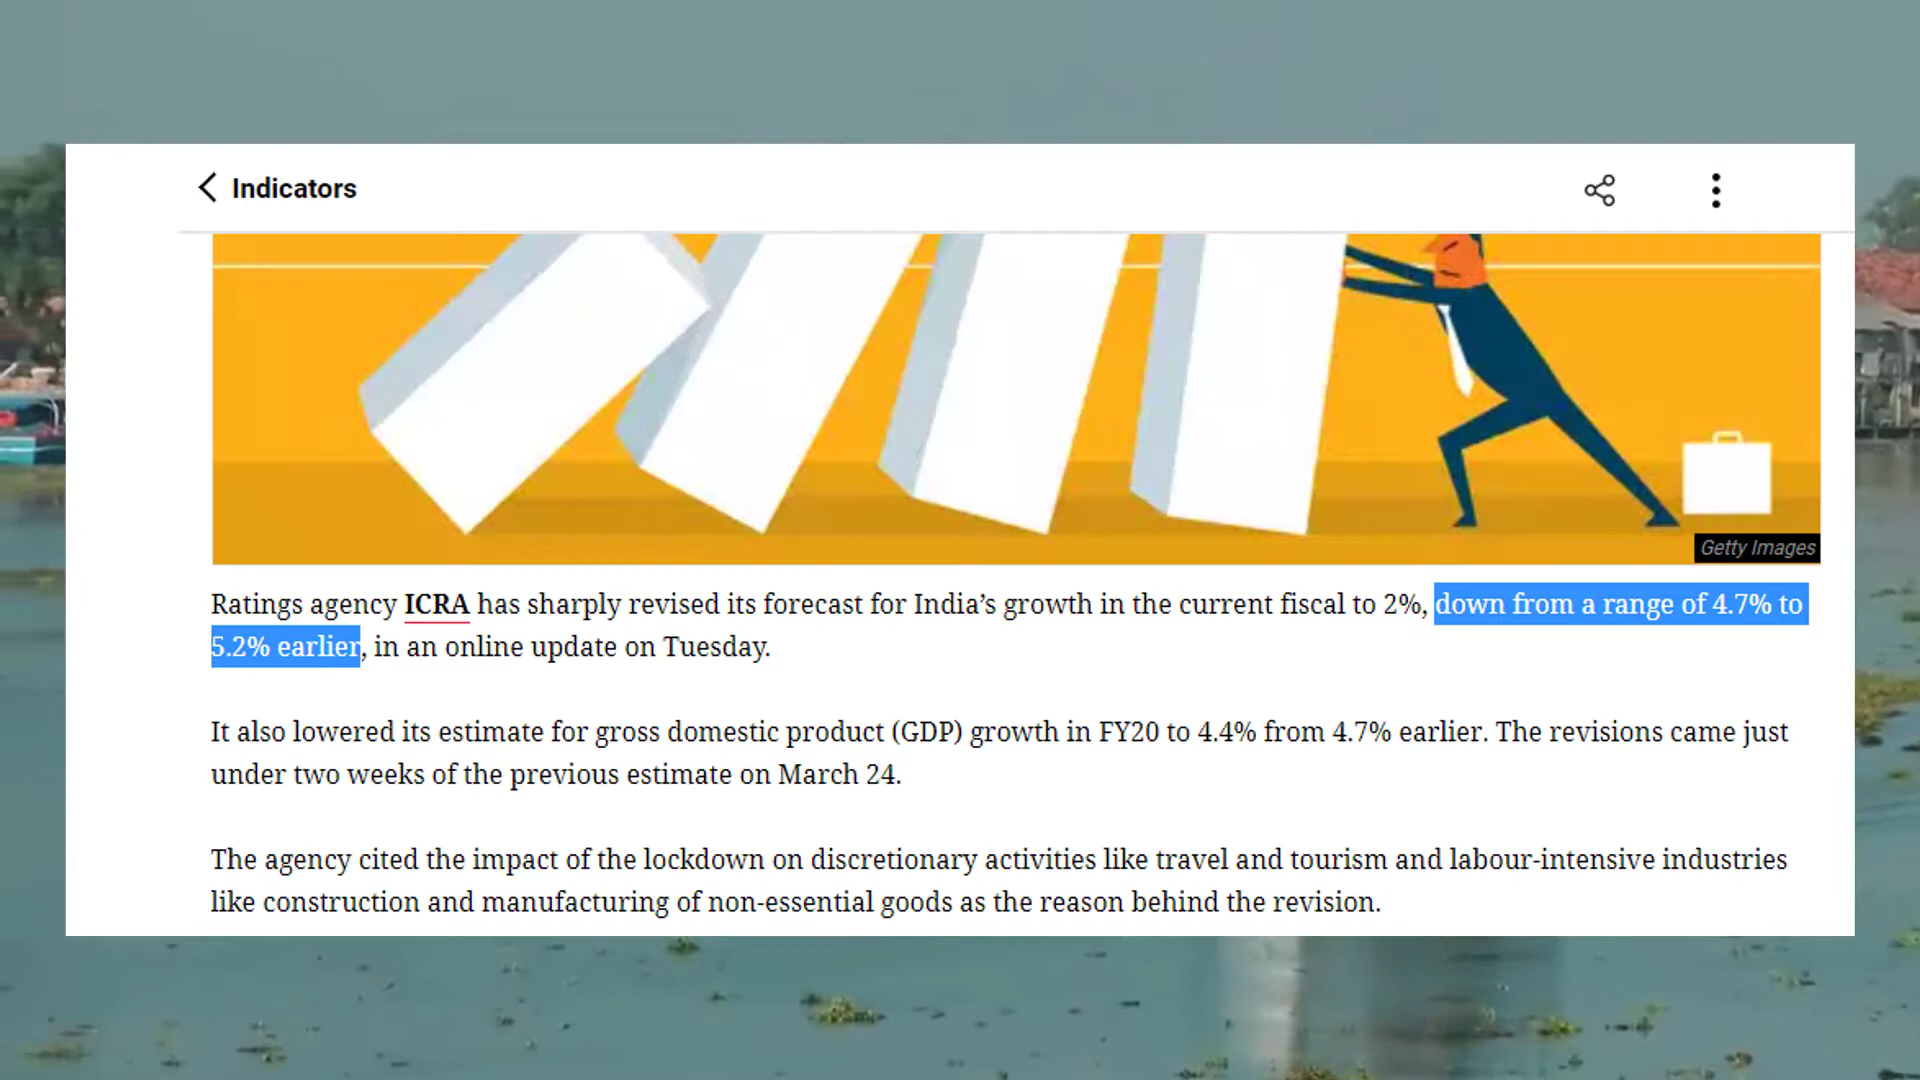 Indicators
Getty Images
Ratings agency ICRA has sharply revised its forecast for India’s growth in the current fiscal to 2%, down from a range of 4.7% to
5.2% earlier, in an online update on Tuesday.
It also lowered its estimate for gross domestic product (GDP) growth in FY20 to 4.4% from 4.7% earlier. The revisions came just
under two weeks of the previous estimate on March 24.
The agency cited the impact of the lockdown on discretionary activities like travel and tourism and labour-intensive industries
like construction and manufacturing of non-essential goods as the reason behind the revision.